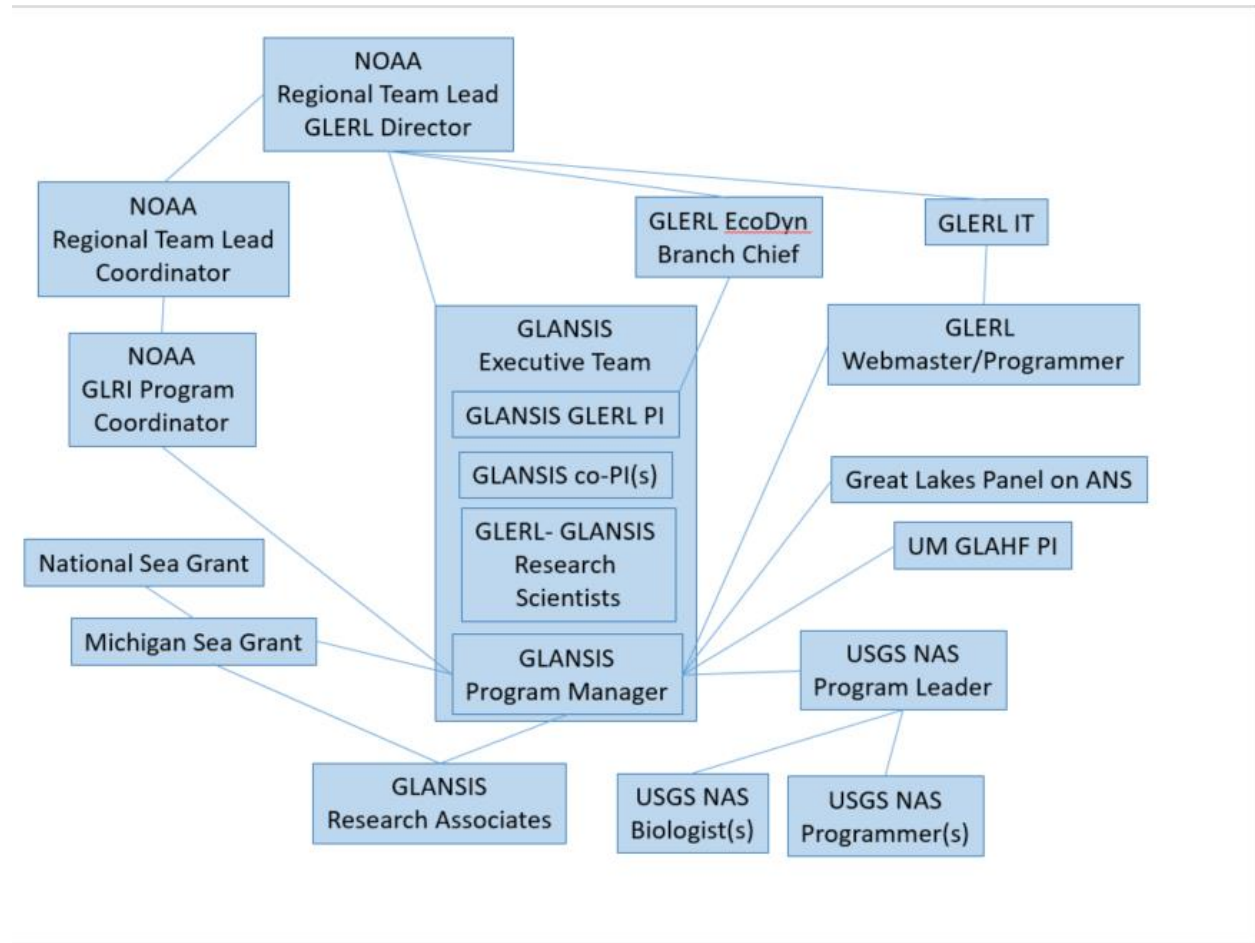 NOAA
Regional Team Lead
GLERL Director
NOAA
Regional Team Lead
Coordinator
GLERL EcoDyn
Branch Chief
GLERL IT
NOAA
GLRI Program
Coordinator
GLANSIS
Executive Team
GLERL
Webmaster/Programmer
GLANSIS GLERL PI
GLANSIS co-PI(s)
GLERL- GLANSIS
Research
Scientists
GLANSIS
Program Manager
Great Lakes Panel on ANS
UM GLAHF PI
National Sea Grant
Michigan Sea Grant
USGS NAS
Program Leader
GLANSIS
Research Associates
USGS NAS
Biologist(s)
USGS NAS
Programmer(s)